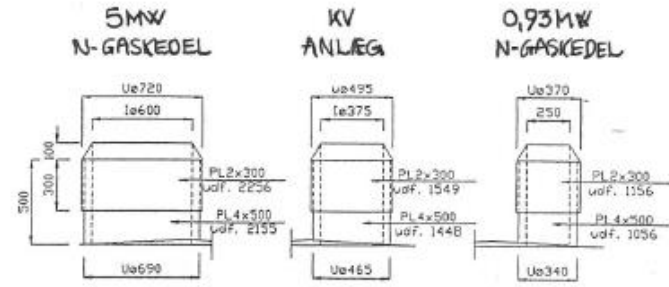 5MW
N-GASKEDEL
Uø720
Iø600
100
300
500
PL2x300
udf. 2256
PL4x500
udf. 2155
Uø690
KV
ANLÆG
Uø495
Iø375
PL2x300
udf. 1549
PL4x500
udf. 1448
Uø465
0,93MW
N-GASKEDEL
Uø370
250
PL2x300
udf. 1156
PL4x500
udf. 1056
Uø340